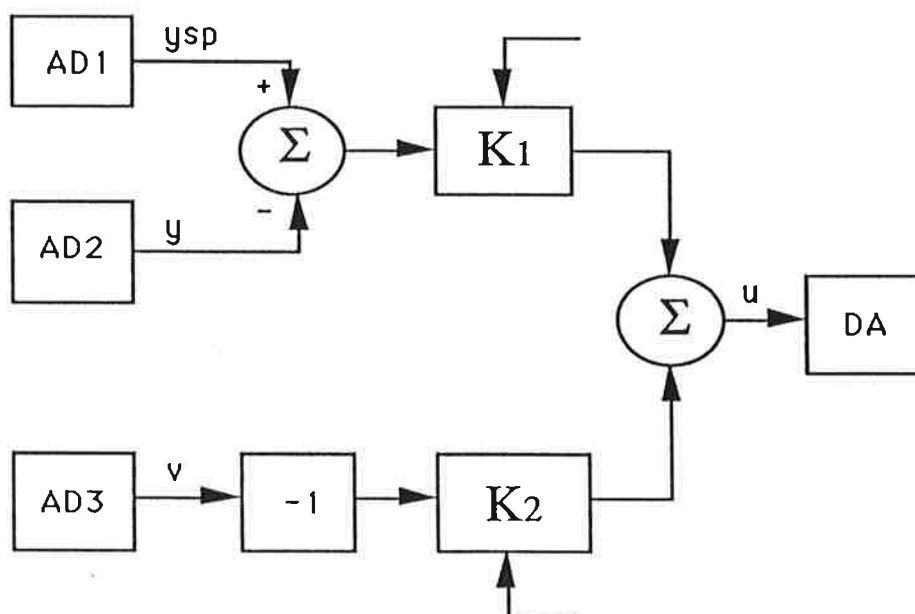 AD1
ysp
+
Σ
-
K1
AD2
y
Σ
u
DA
AD3
v
-1
K2